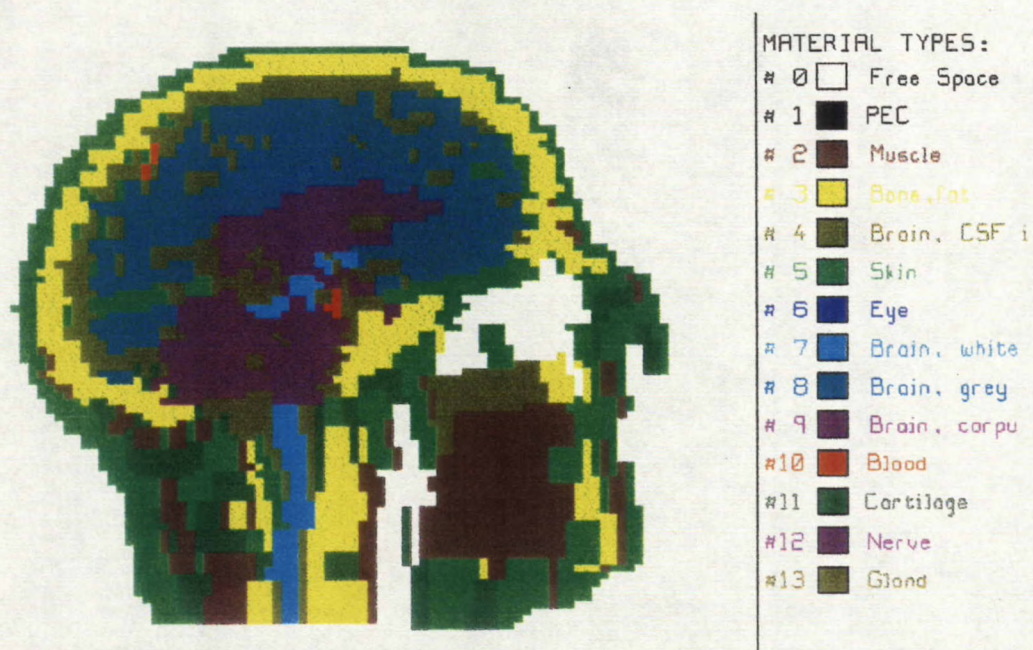 MATERIAL TYPES:
# 0 Free Space
# 1 PEC
# 2 Muscle
# 3 Bone,fat
# 4 Brain, CSF i
# 5 Skin
# 6 Eye
# 7 Brain, white
# 8 Brain, grey
# 9 Brain, corpu
#10 Blood
#11 Cartilage
#12 Nerve
#13 Gland